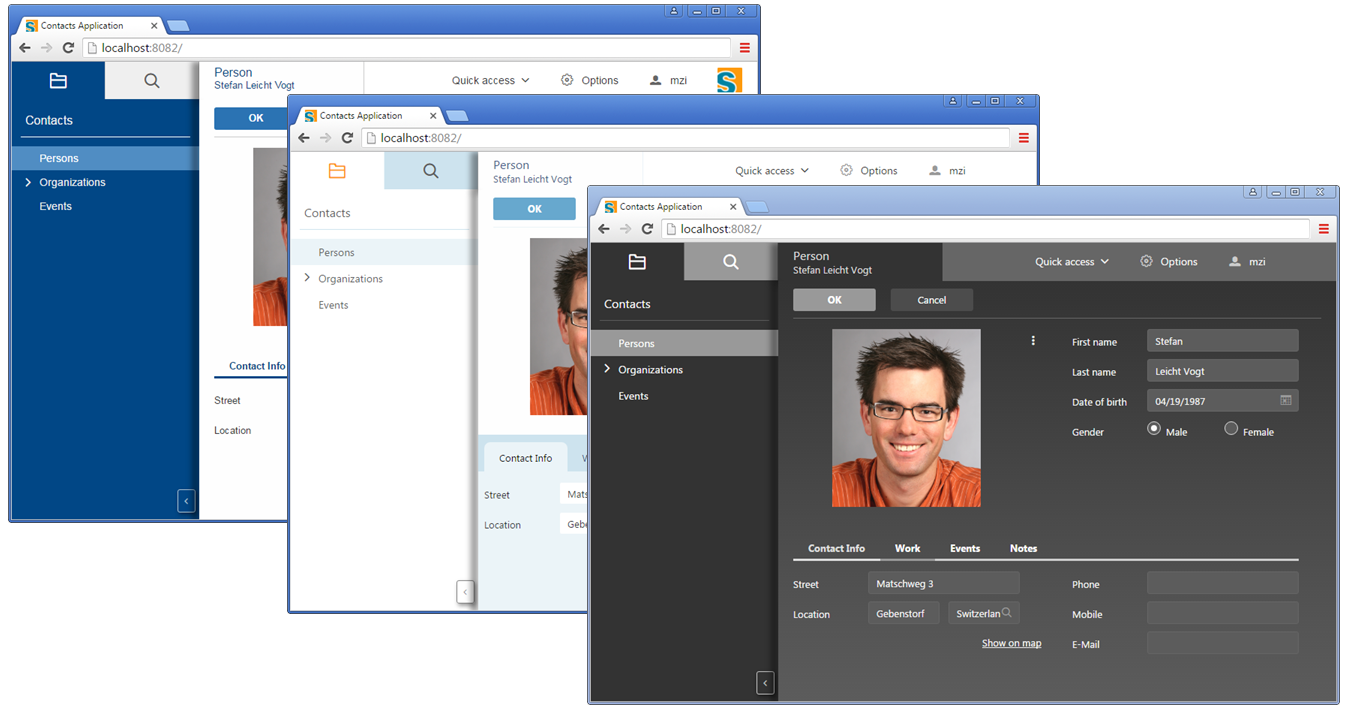 Contacts Application
localhost:8082/
Person
Stefan Leicht Vogt
Quick access
Options
mzi
OK
Contacts
Persons
Organizations
Events
Contact Info
Street
Location
Contacts Application
localhost:8082/
Person
Stefan Leicht Vogt
Quick access
Options
mzi
OK
Contacts
Persons
Organizations
Events
Contact Info
Street
Mats
Location
Gebe
Contacts Application
localhost:8082/
Person
Stefan Leicht Vogt
Quick access
Options
mzi
OK
Cancel
Contacts
Persons
Organizations
Events
First name
Stefan
Last name
Leicht Vogt
Date of birth
04/19/1987
Gender
Male
Female
Contact Info
Work
Events
Notes
Street
Matschweg 3
Phone
Location
Gebenstorf
Switzerlan
Mobile
Show on map
E-Mail